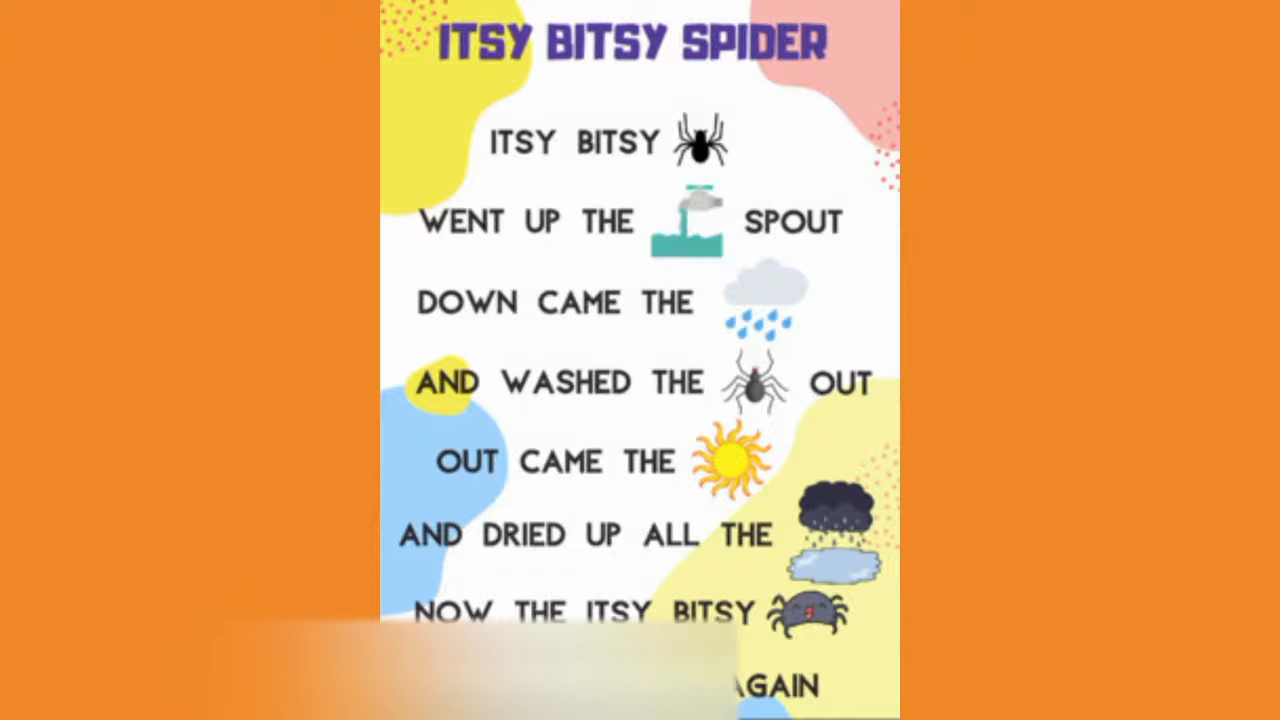 ITSY BITSY SPIDER
ITSY BITSY
WENT UP THE SPOUT
DOWN CAME THE
AND WASHED THE OUT
OUT CAME THE
AND DRIED UP ALL THE
NOW THE ITSY BITSY
AGAIN